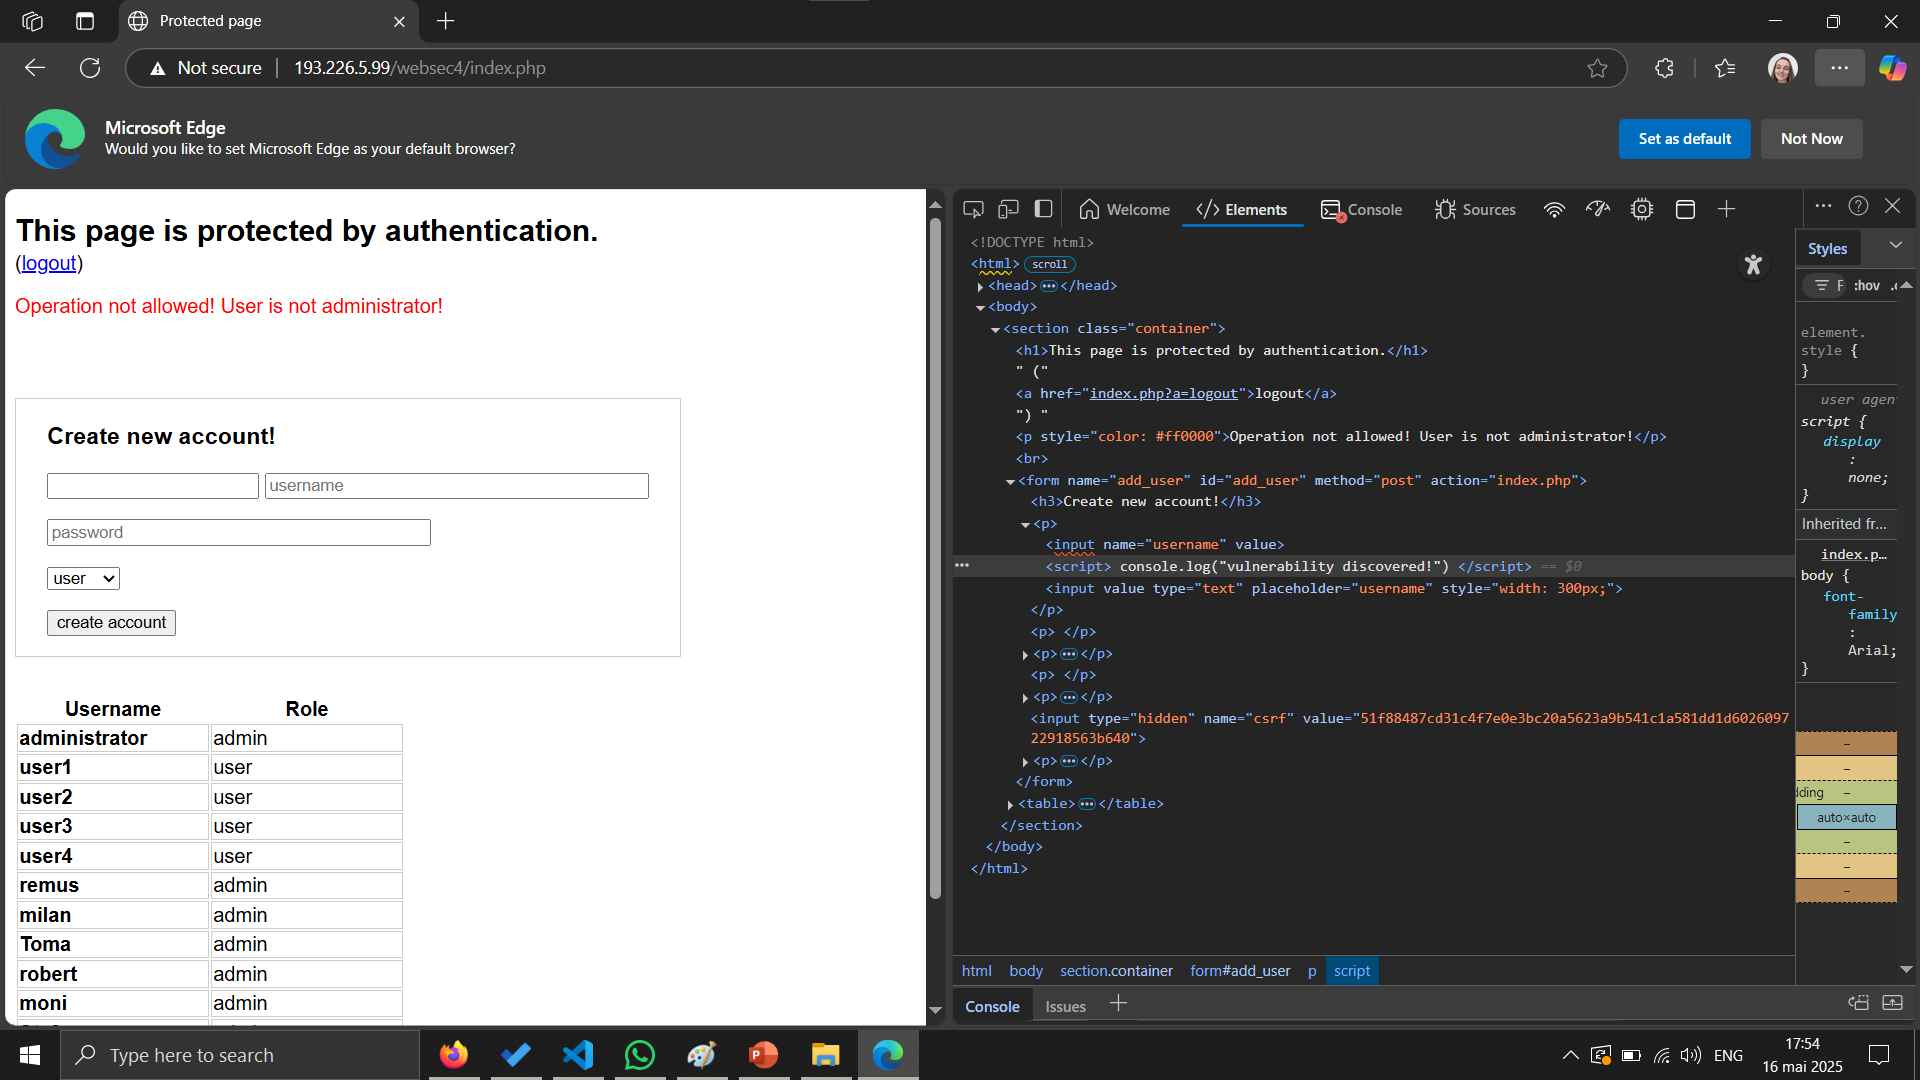 Protected page
Not secure
193.226.5.99/websec4/index.php
Microsoft Edge
Would you like to set Microsoft Edge as your default browser?
Set as default
Not Now
This page is protected by authentication.
(logout)
Operation not allowed! User is not administrator!
Create new account!
username
password
user
create account
Username Role
administrator admin
user1 user
user2 user
user3 user
user4 user
remus admin
milan admin
Toma admin
robert admin
moni admin
Welcome
Elements
Console
Sources
<!DOCTYPE html>
<html> scroll
<head></head>
<body>
<section class="container">
<h1>This page is protected by authentication.</h1>
" ("
<a href="index.php?a=logout">logout</a>
") "
<p style="color: #ff0000">Operation not allowed! User is not administrator!</p>
<br>
<form name="add_user" id="add_user" method="post" action="index.php">
<h3>Create new account!</h3>
<p>
<input name="username" value>
<script> console.log("vulnerability discovered!") </script> == $0
<input value type="text" placeholder="username" style="width: 300px;">
</p>
<p> </p>
<p></p>
<p> </p>
<p></p>
<input type="hidden" name="csrf" value="51f88487cd31c4f7e0e3bc20a5623a9b541c1a581dd1d6026097
22918563b640">
<p></p>
</form>
<table></table>
</section>
</body>
</html>
html body section.container form#add_user p script
Console
Issues
Styles
F :hov
element.
style {
}
user agen
script {
display
:
none;
}
Inherited fr...
index.p...
body {
font-
family
:
Arial;
}
dding
auto×auto
Type here to search
ENG
17:54
16 mai 2025